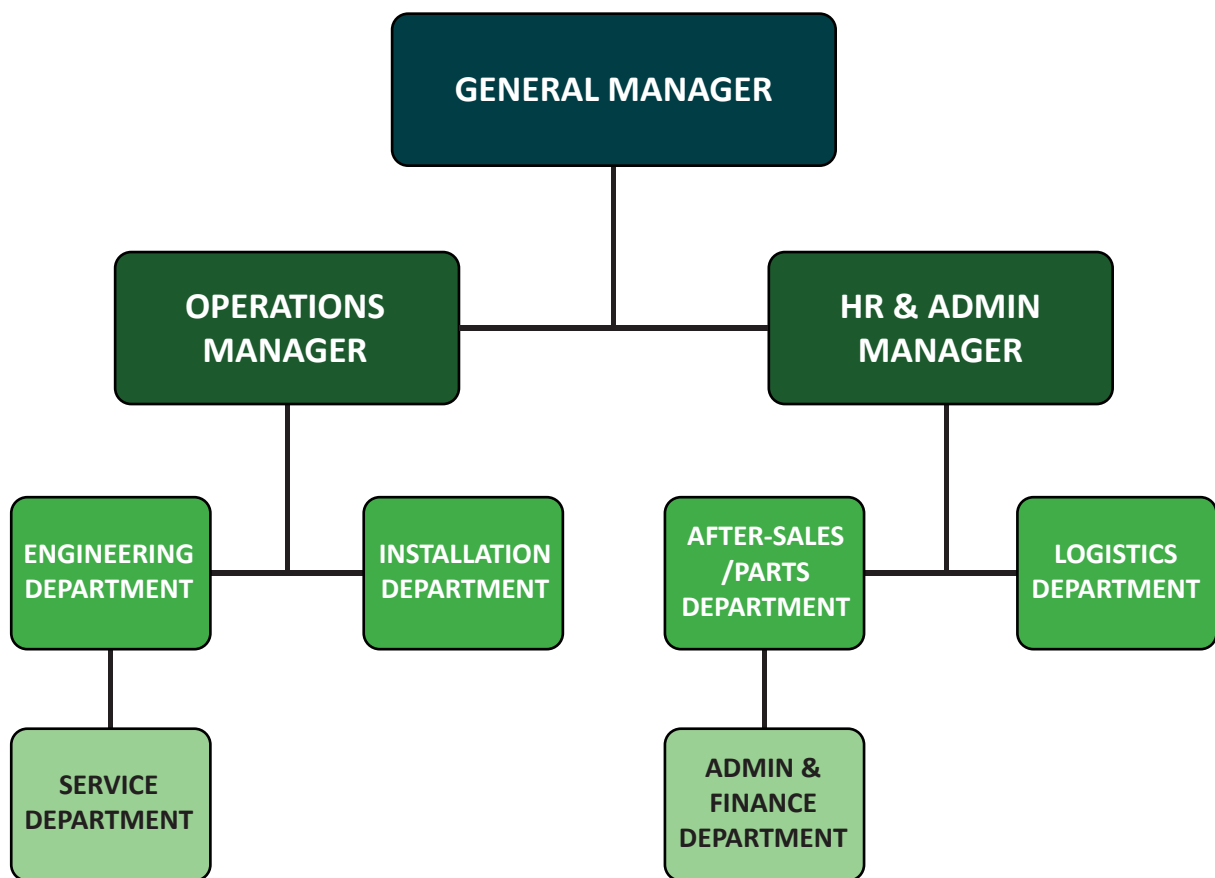 GENERAL MANAGER
OPERATIONS
MANAGER
HR & ADMIN
MANAGER
ENGINEERING
DEPARTMENT
INSTALLATION
DEPARTMENT
AFTER-SALES
/PARTS
DEPARTMENT
LOGISTICS
DEPARTMENT
SERVICE
DEPARTMENT
ADMIN &
FINANCE
DEPARTMENT